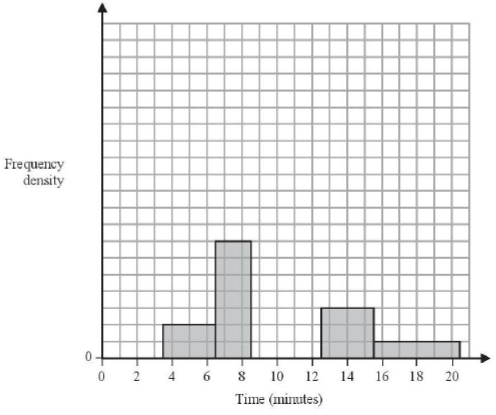 Frequency
density
0
0 2 4 6 8 10 12 14 16 18 20
Time (minutes)